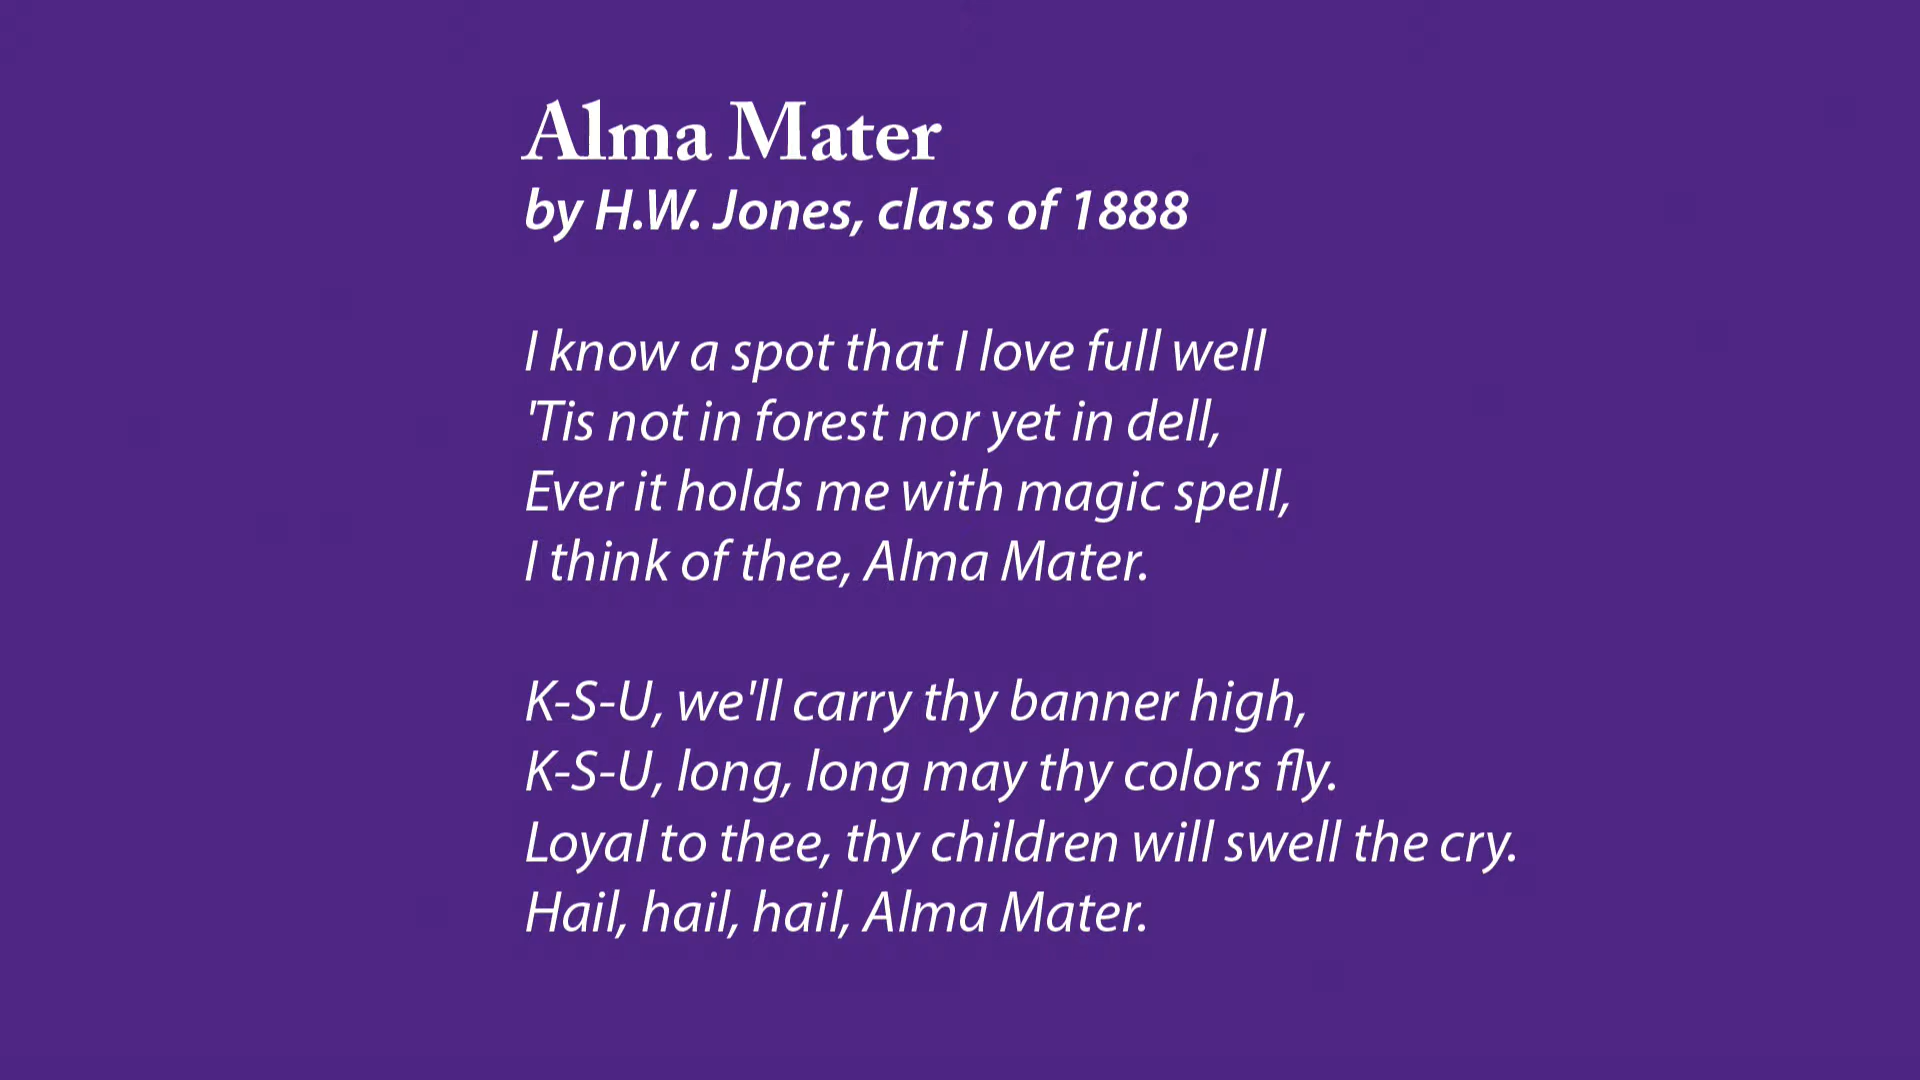 Alma Mater
by H.W. Jones, class of 1888
I know a spot that I love full well
'Tis not in forest nor yet in dell,
Ever it holds me with magic spell,
I think of thee, Alma Mater.
K-S-U, we'll carry thy banner high,
K-S-U, long, long may thy colors fly.
Loyal to thee, thy children will swell the cry.
Hail, hail, hail, Alma Mater.